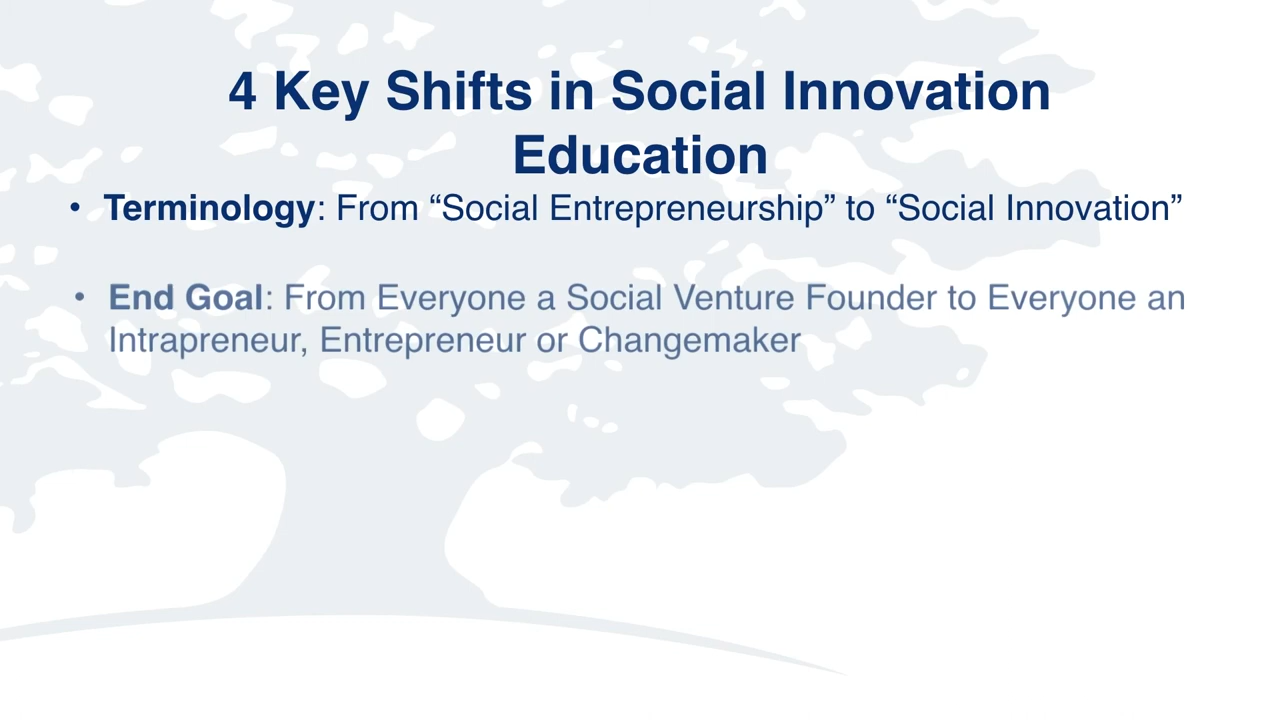 4 Key Shifts in Social Innovation
Education
• Terminology: From “Social Entrepreneurship” to “Social Innovation”
• End Goal: From Everyone a Social Venture Founder to Everyone an
Intrapreneur, Entrepreneur or Changemaker